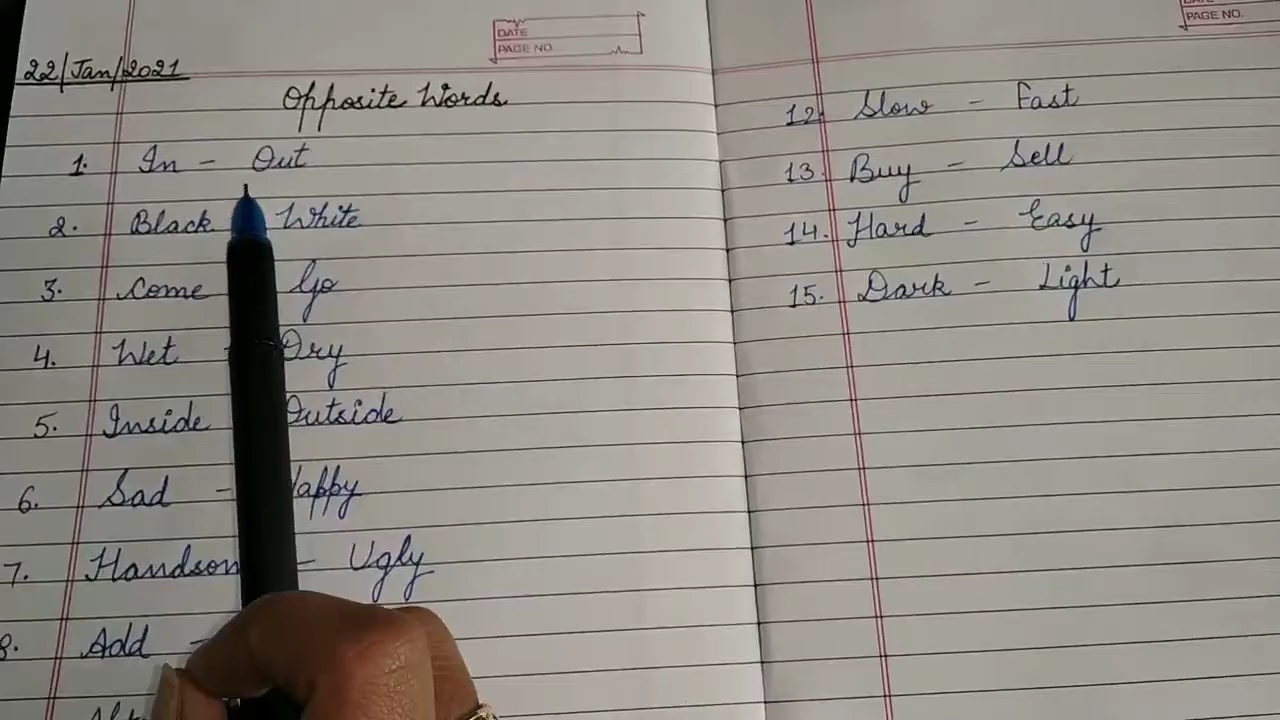 DATE
PAGE NO.
DATE
PAGE NO.
22/Jan/2021
Opposite Words
1. In - Out
2. Black White
3. Come Go
4. Wet - Dry
5. Inside Outside
6. Sad - Happy
7. Handsom - Ugly
8. Add -
12. Slow - Fast
13. Buy - Sell
14. Hard - Easy
15. Dark - Light